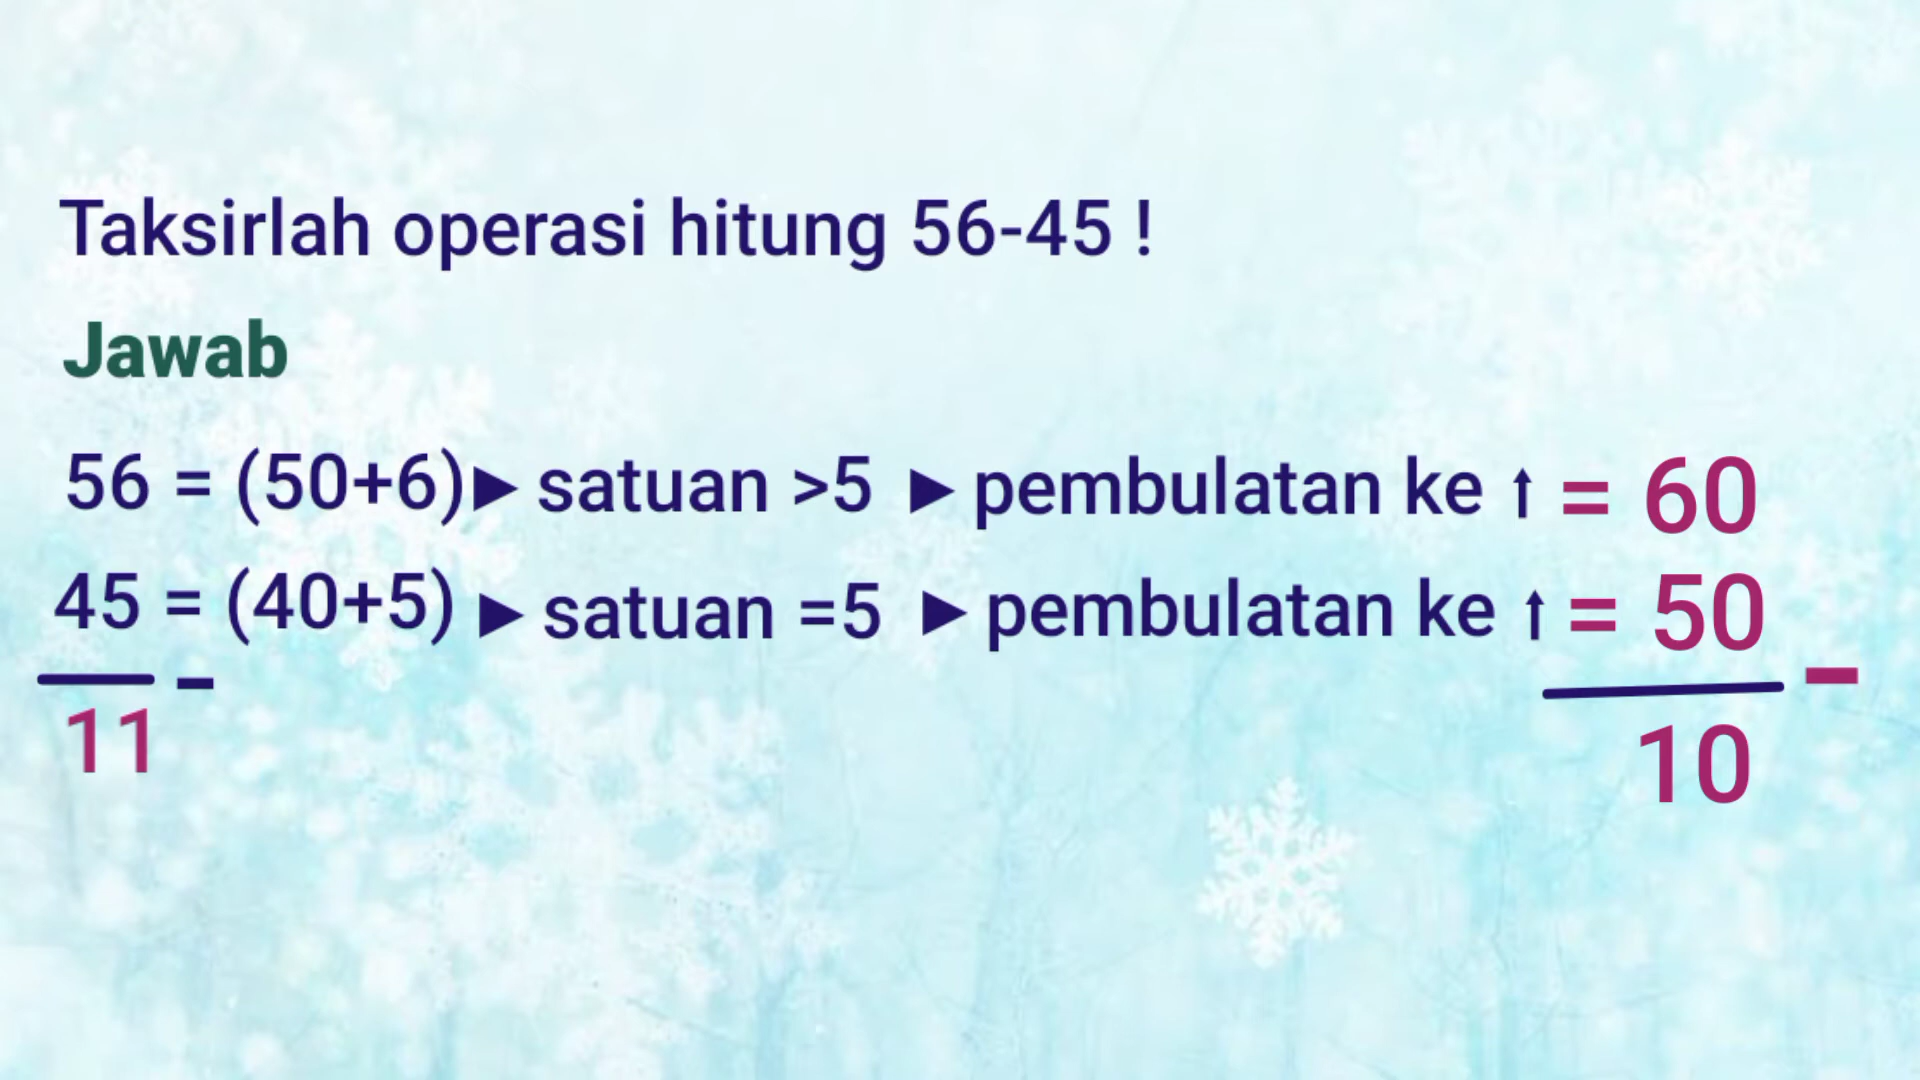 Taksirlah operasi hitung 56-45 !
Jawab
56 = (50+6)▶ satuan >5 ▶ pembulatan ke ↑ = 60
45 = (40+5) ▶ satuan =5 ▶ pembulatan ke ↑ = 50
- -
11 10